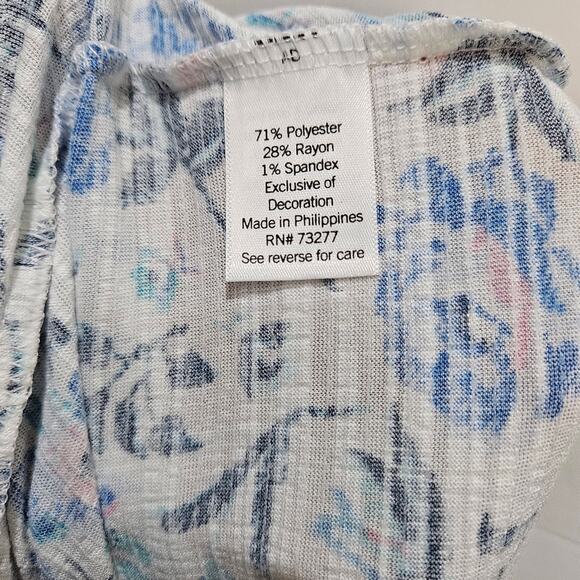 71% Polyester
28% Rayon
1% Spandex
Exclusive of
Decoration
Made in Philippines
RN# 73277
See reverse for care